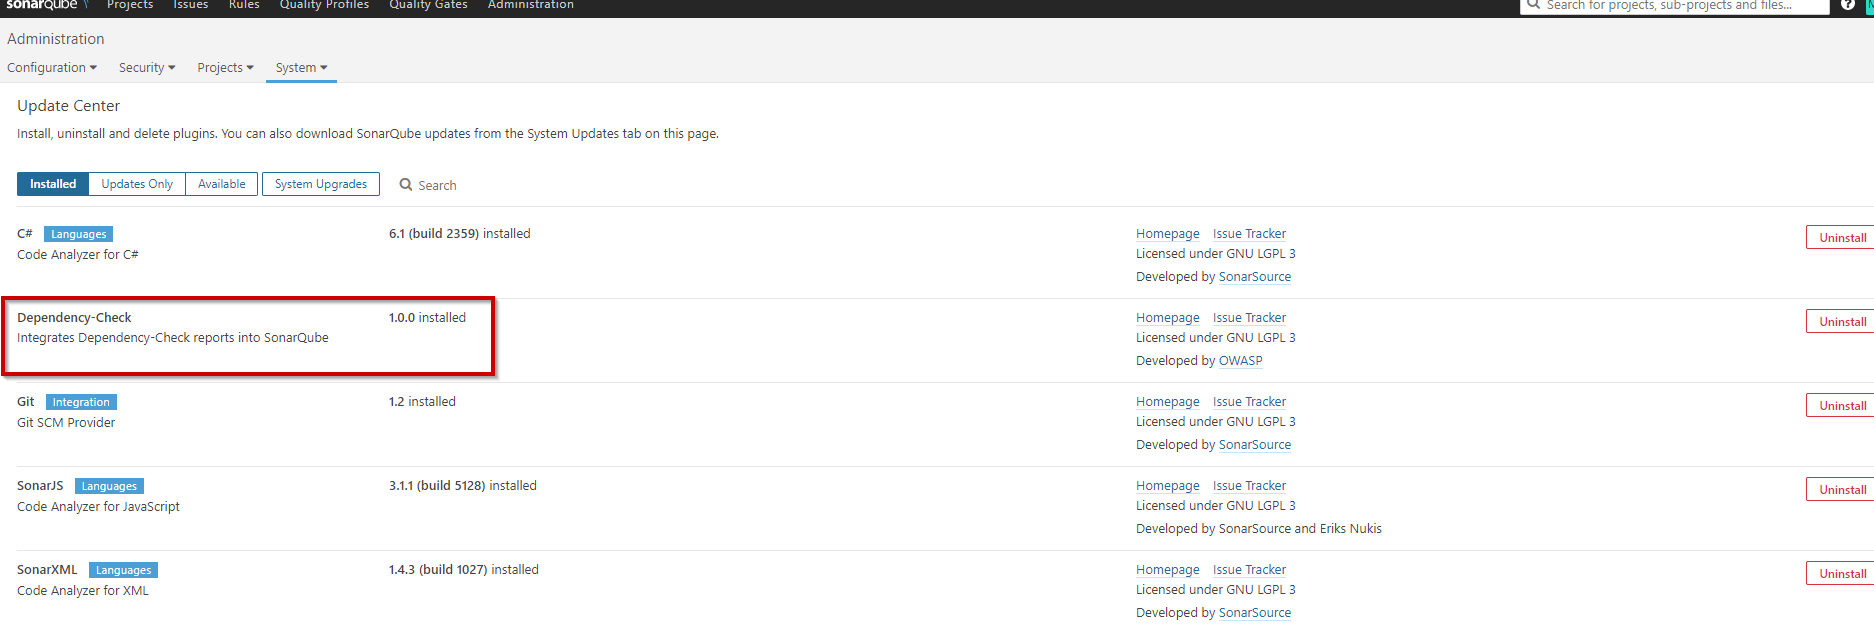 sonarqube Projects Issues Rules Quality Profiles Quality Gates Administration Search for projects, sub-projects and files... ?
Administration
Configuration Security Projects System
Update Center
Install, uninstall and delete plugins. You can also download SonarQube updates from the System Updates tab on this page.
Installed Updates Only Available System Upgrades Search
C# Languages 6.1 (build 2359) installed Homepage Issue Tracker
Code Analyzer for C# Licensed under GNU LGPL 3 Uninstall
Developed by SonarSource
Dependency-Check 1.0.0 installed Homepage Issue Tracker
Integrates Dependency-Check reports into SonarQube Licensed under GNU LGPL 3 Uninstall
Developed by OWASP
Git Integration 1.2 installed Homepage Issue Tracker
Git SCM Provider Licensed under GNU LGPL 3 Uninstall
Developed by SonarSource
SonarJS Languages 3.1.1 (build 5128) installed Homepage Issue Tracker
Code Analyzer for JavaScript Licensed under GNU LGPL 3 Uninstall
Developed by SonarSource and Eriks Nukis
SonarXML Languages 1.4.3 (build 1027) installed Homepage Issue Tracker
Code Analyzer for XML Licensed under GNU LGPL 3 Uninstall
Developed by SonarSource